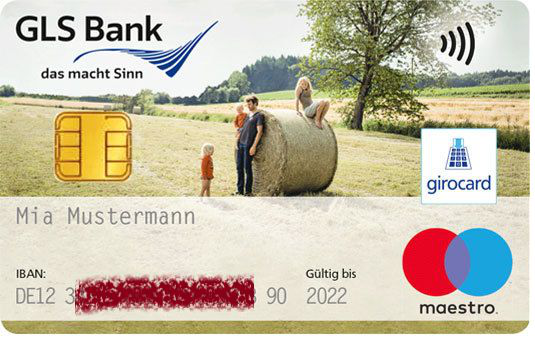 GLS Bank
das macht Sinn
girocard
Mia Mustermann
IBAN:
Gültig bis
DE12 3 90
2022
maestro.